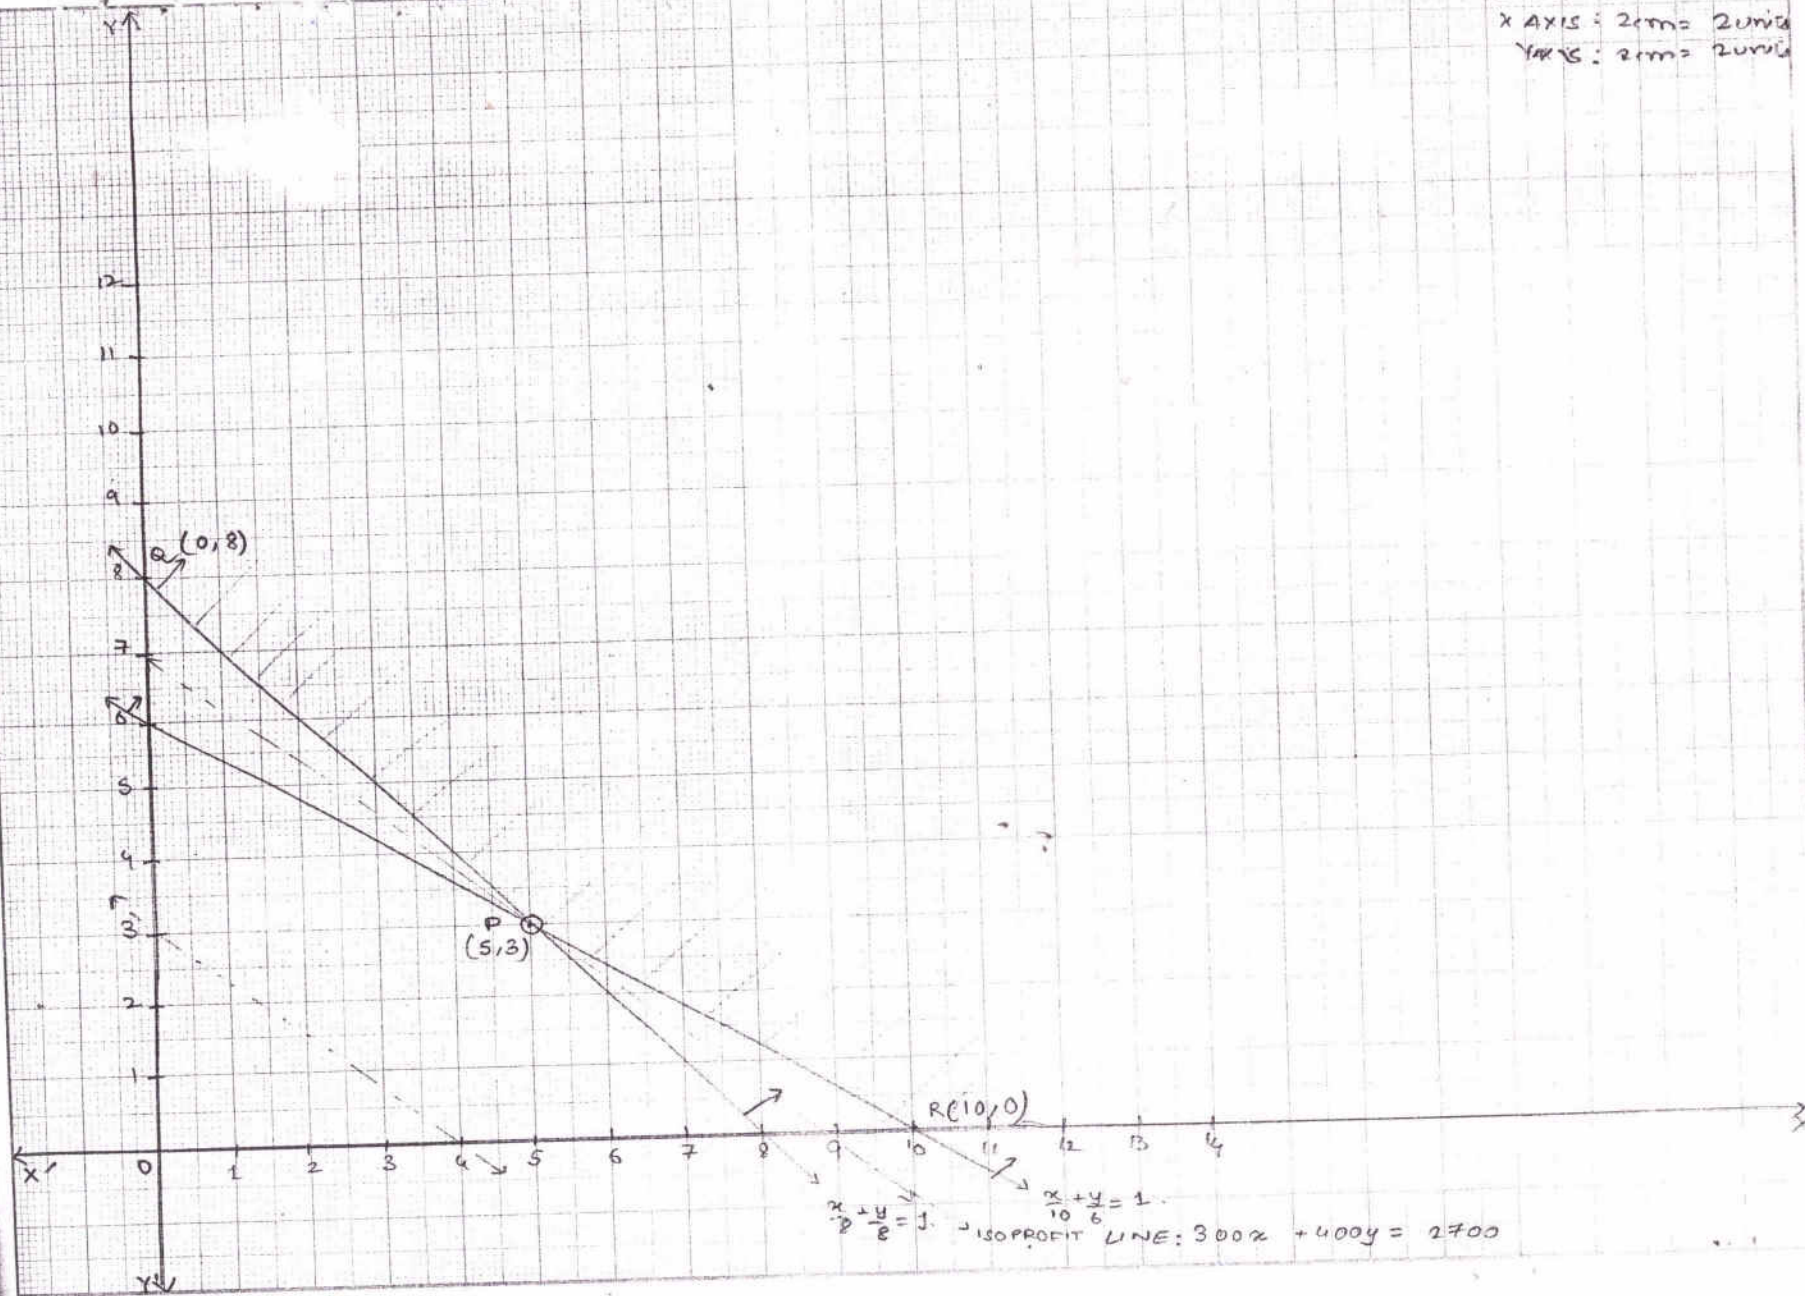 X AXIS : 2cm = 2units
Y AXIS : 2cm = 2units
Y
12
11
10
9
Q (0,8)
8
7
6
5
4
P
(5,3)
3
2
1
R(10,0)
X' 0 1 2 3 4 5 6 7 8 9 10 11 12 13 14 X
x/8 + y/8 = 1. x/10 + y/6 = 1.
ISOPROFIT LINE: 300x + 400y = 2700
Y'